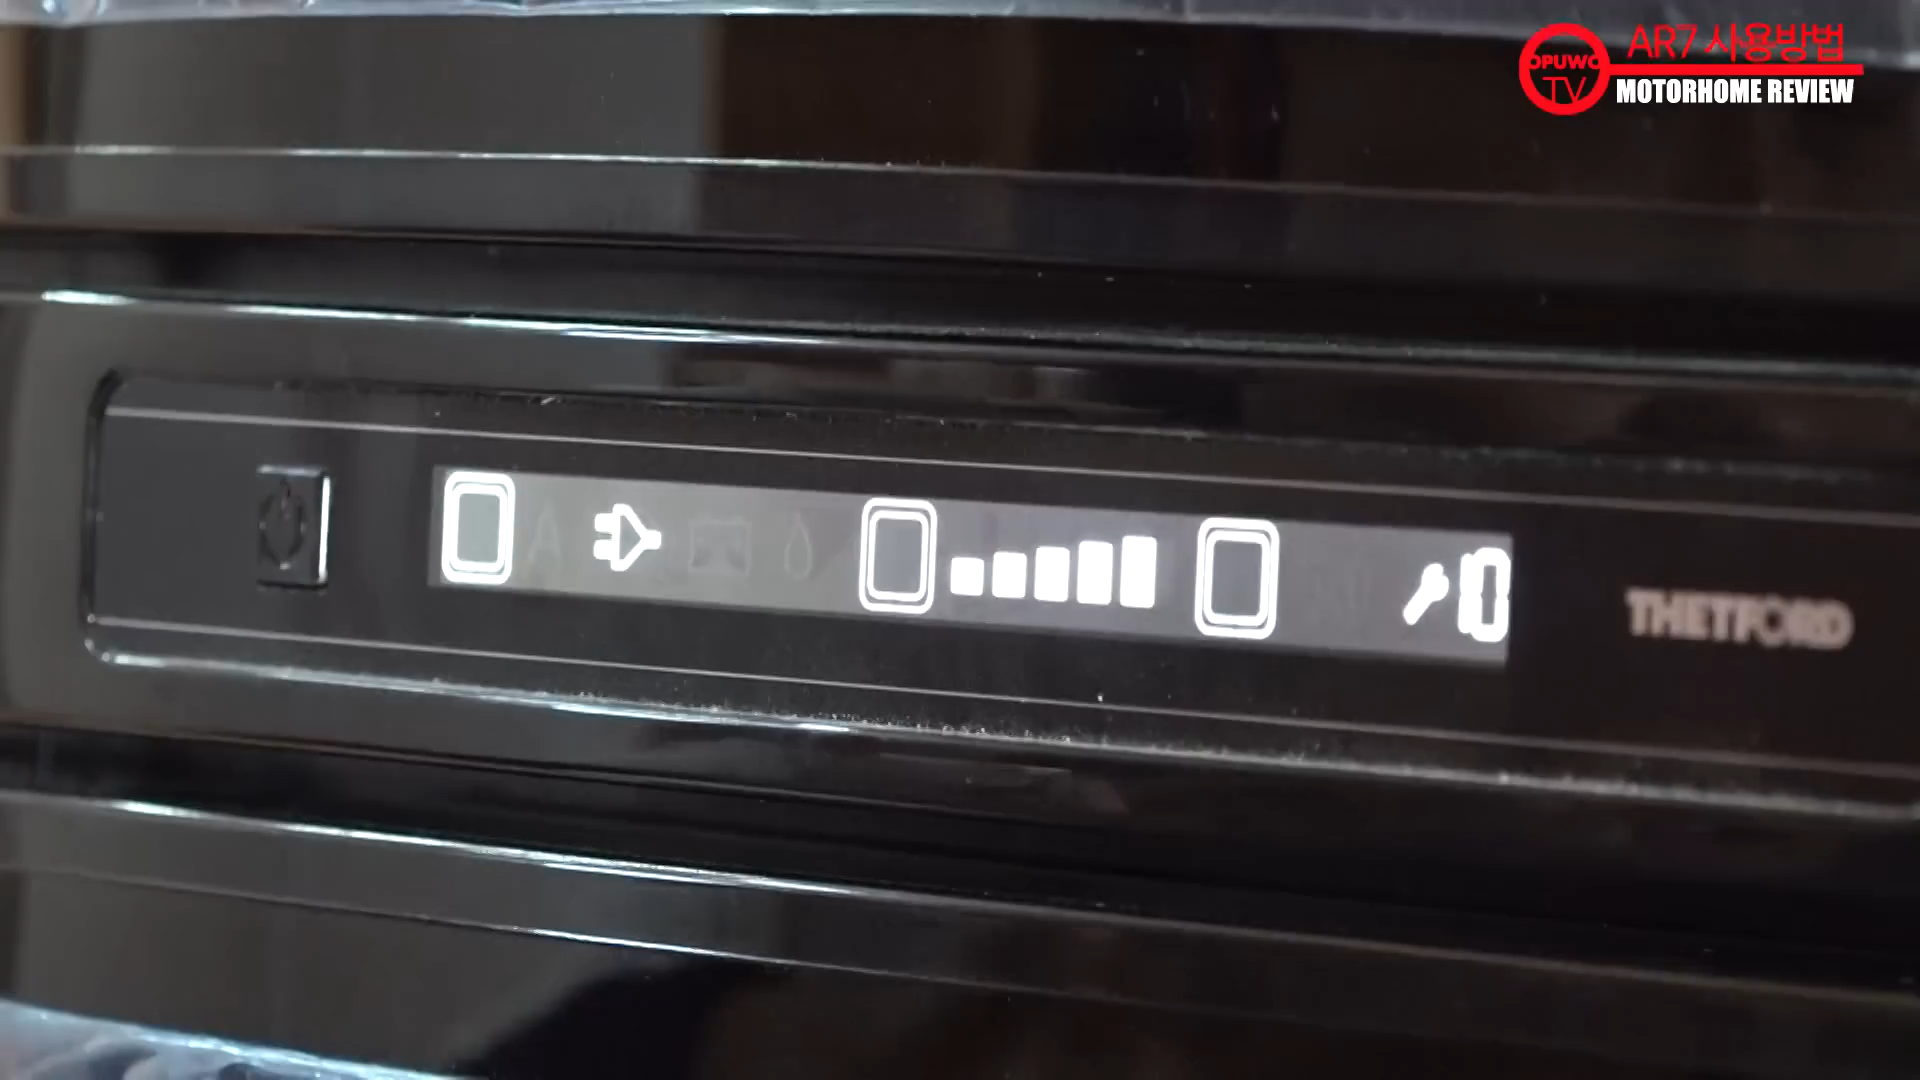 OPUWO
TV
AR7 사용방법
MOTORHOME REVIEW
THETFORD